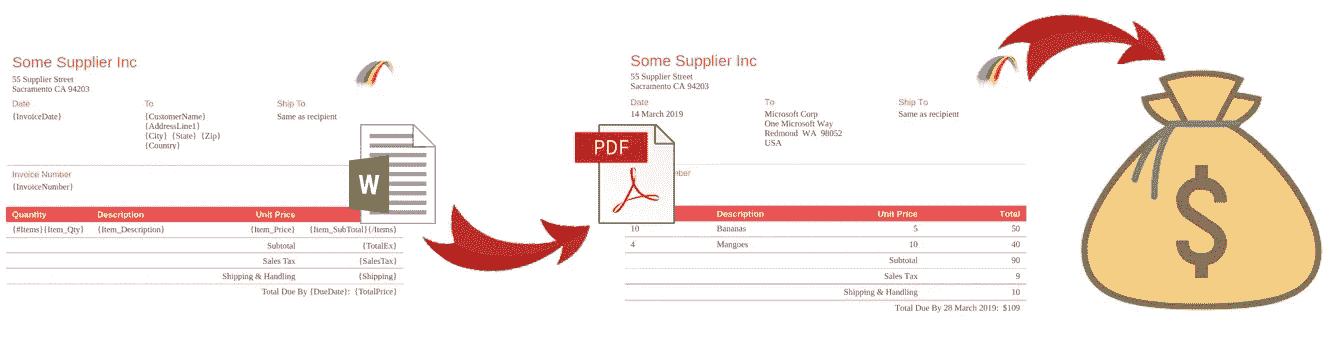 Some Supplier Inc
55 Supplier Street
Sacramento CA 94203
Date To Ship To
{InvoiceDate} {CustomerName} Same as recipient
{AddressLine1}
{City} {State} {Zip}
{Country}
Invoice Number
{InvoiceNumber}
W
Quantity Description Unit Price
{#Items}{Item_Qty} {Item_Description} {Item_Price} {Item_SubTotal}{/Items}
Subtotal {TotalEx}
Sales Tax {SalesTax}
Shipping & Handling {Shipping}
Total Due By {DueDate}: {TotalPrice}
Some Supplier Inc
55 Supplier Street
Sacramento CA 94203
Date To Ship To
14 March 2019 Microsoft Corp Same as recipient
One Microsoft Way
Redmond WA 98052
USA
PDF
mber
Description Unit Price Total
10 Bananas 5 50
4 Mangoes 10 40
Subtotal 90
Sales Tax 9
Shipping & Handling 10
Total Due By 28 March 2019: $109
$